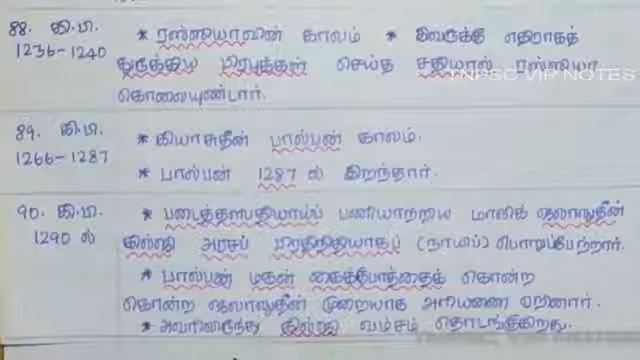 88. கி.பி. 1236-1240
* ரஸ்ஸியாவின் காலம் * இவருக்கு எதிராகத்
துருக்கிய பிரபுக்கள் செய்த சதியால் ரஸ்ஸியா
கொலையுண்டார்.
TNPSC VIP NOTES
89. கி.பி. 1266-1287
* கியாசுதீன் பால்பன் காலம்.
* பால்பன் 1287 ல் இறந்தார்.
90. கி.பி. 1290 ல்
* படைத்தளபதியாய்ப் பணியாற்றிய மாலிக் ஜலாலுதீன்
கில்ஜி அரசப் பிரதிநிதியாகப் (நாயிப்) பொறுப்பேற்றார்.
* பால்பன் மகன் கைகுபாத்தைக் கொன்ற
கொன்ற ஜலாலுதீன் முறையாக அரியணை ஏறினார்.
* அவரிலிருந்து கில்ஜி வம்சம் தொடங்குகிறது.